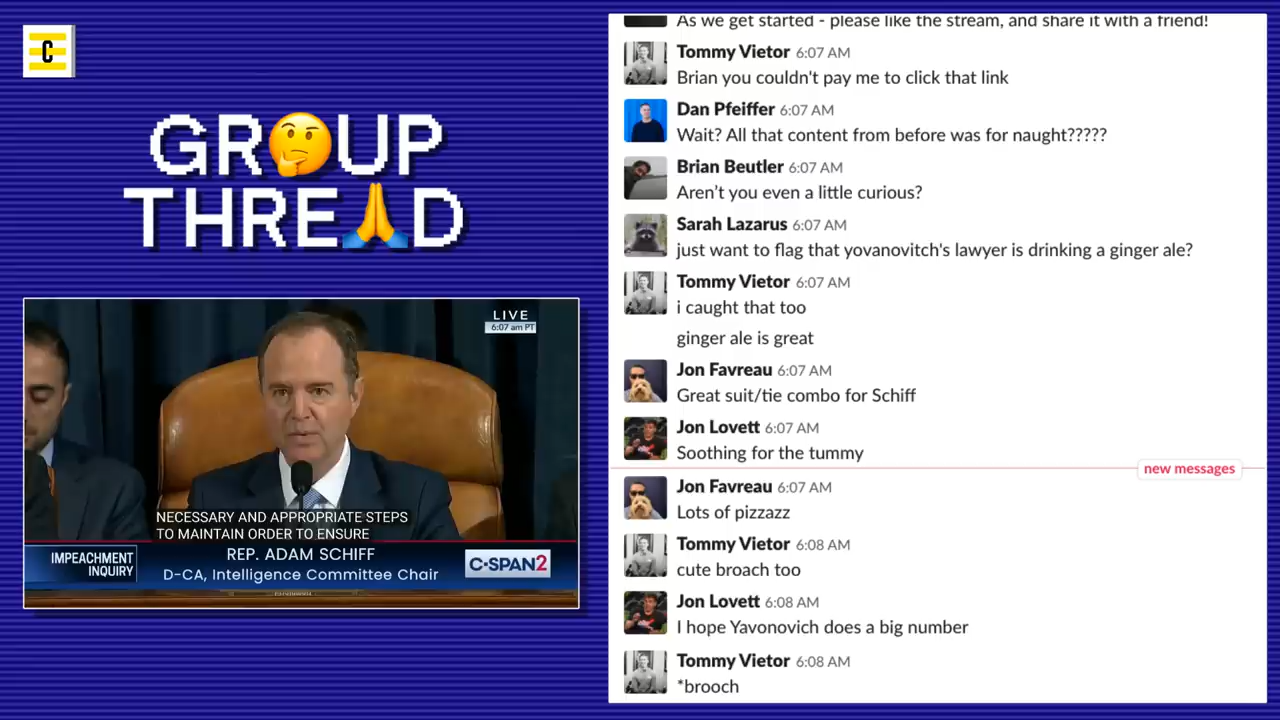 C
GR🤔UP
THRE🙏D
LIVE
6:07 am PT
NECESSARY AND APPROPRIATE STEPS
TO MAINTAIN ORDER TO ENSURE
IMPEACHMENT
INQUIRY
REP. ADAM SCHIFF
D-CA, Intelligence Committee Chair
C-SPAN2
As we get started - please like the stream, and share it with a friend!
Tommy Vietor 6:07 AM
Brian you couldn't pay me to click that link
Dan Pfeiffer 6:07 AM
Wait? All that content from before was for naught?????
Brian Beutler 6:07 AM
Aren’t you even a little curious?
Sarah Lazarus 6:07 AM
just want to flag that yovanovitch's lawyer is drinking a ginger ale?
Tommy Vietor 6:07 AM
i caught that too
ginger ale is great
Jon Favreau 6:07 AM
Great suit/tie combo for Schiff
Jon Lovett 6:07 AM
Soothing for the tummy
new messages
Jon Favreau 6:07 AM
Lots of pizzazz
Tommy Vietor 6:08 AM
cute broach too
Jon Lovett 6:08 AM
I hope Yavonovich does a big number
Tommy Vietor 6:08 AM
*brooch